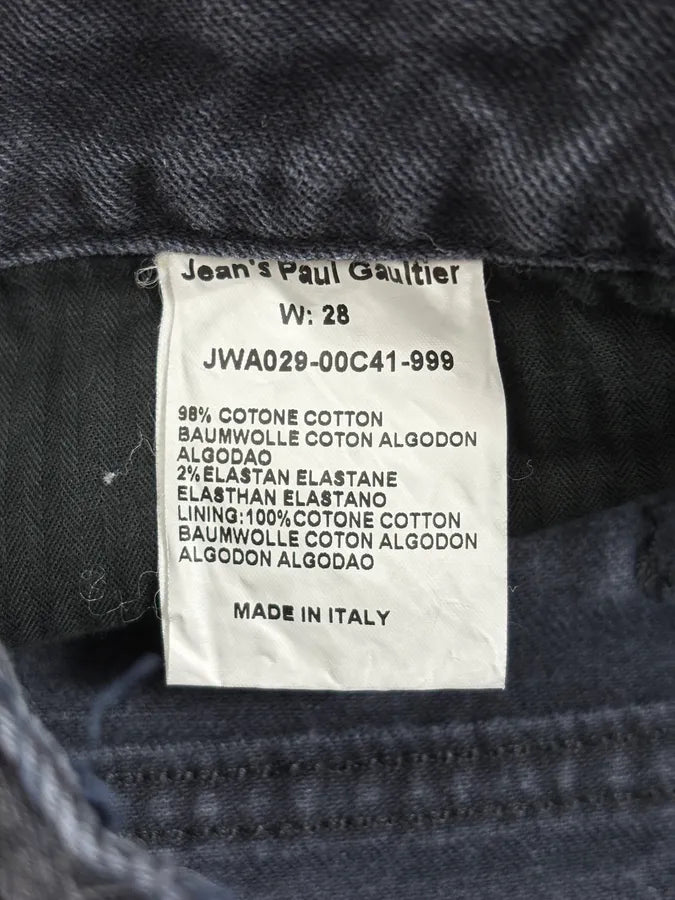 Jean's Paul Gaultier
W: 28
JWA029-00C41-999
98% COTONE COTTON
BAUMWOLLE COTON ALGODON
ALGODAO
2% ELASTAN ELASTANE
ELASTHAN ELASTANO
LINING:100%COTONE COTTON
BAUMWOLLE COTON ALGODON
ALGODON ALGODAO
MADE IN ITALY